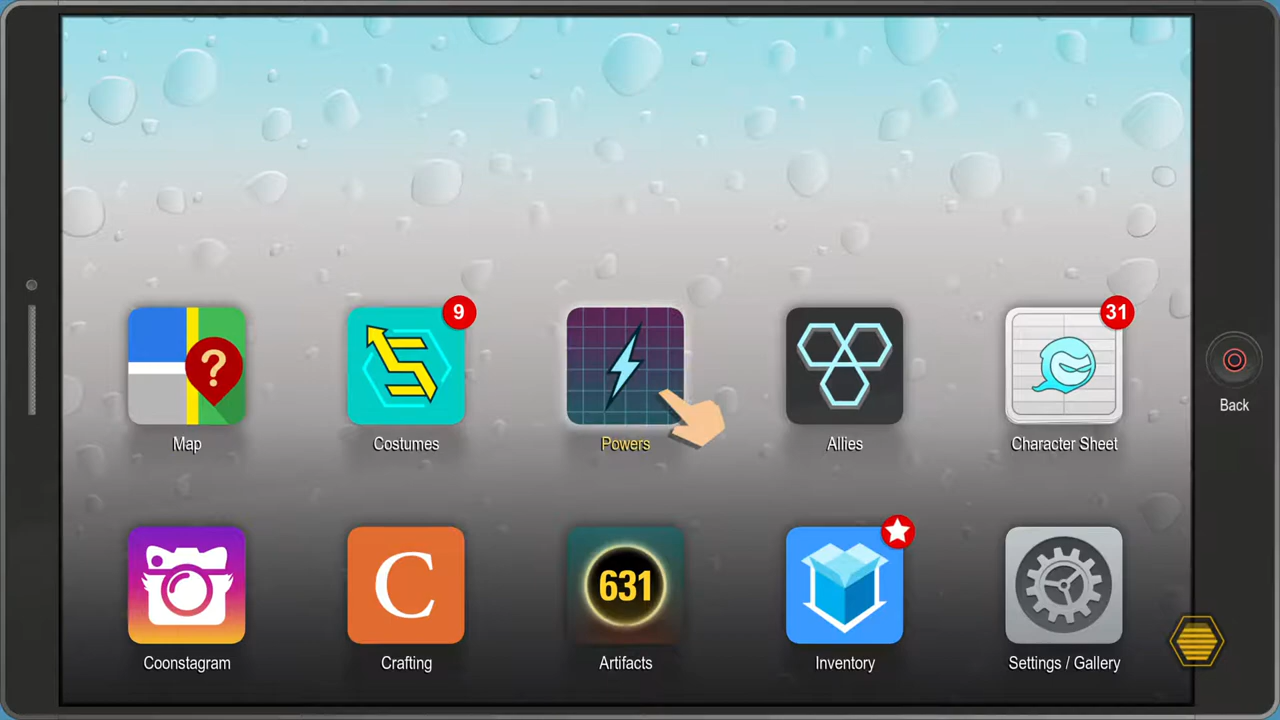 9
31
?
Map
Costumes
Powers
Allies
Character Sheet
Back
C
631
Coonstagram
Crafting
Artifacts
Inventory
Settings / Gallery